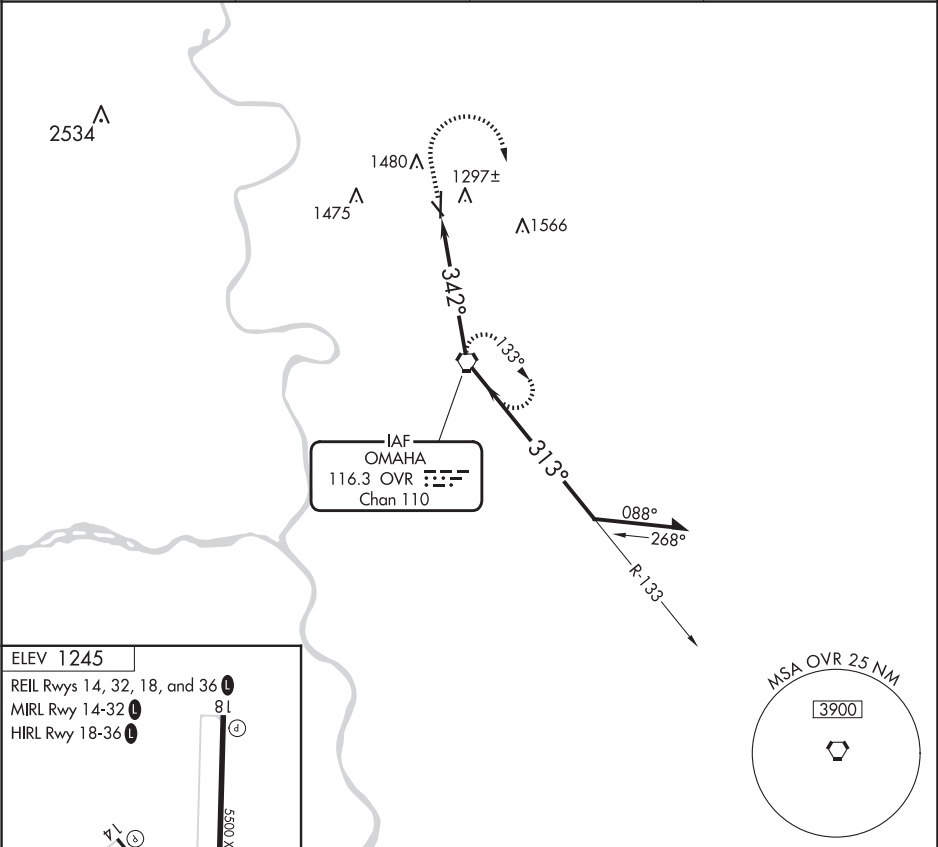 2534
1480
1297±
1475
1566
342°
133°
IAF
OMAHA
116.3 OVR
Chan 110
313°
088°
268°
R-133
ELEV 1245
REIL Rwys 14, 32, 18, and 36 L
MIRL Rwy 14-32 L
HIRL Rwy 18-36 L
18
P
5500 X
14
P
MSA OVR 25 NM
3900